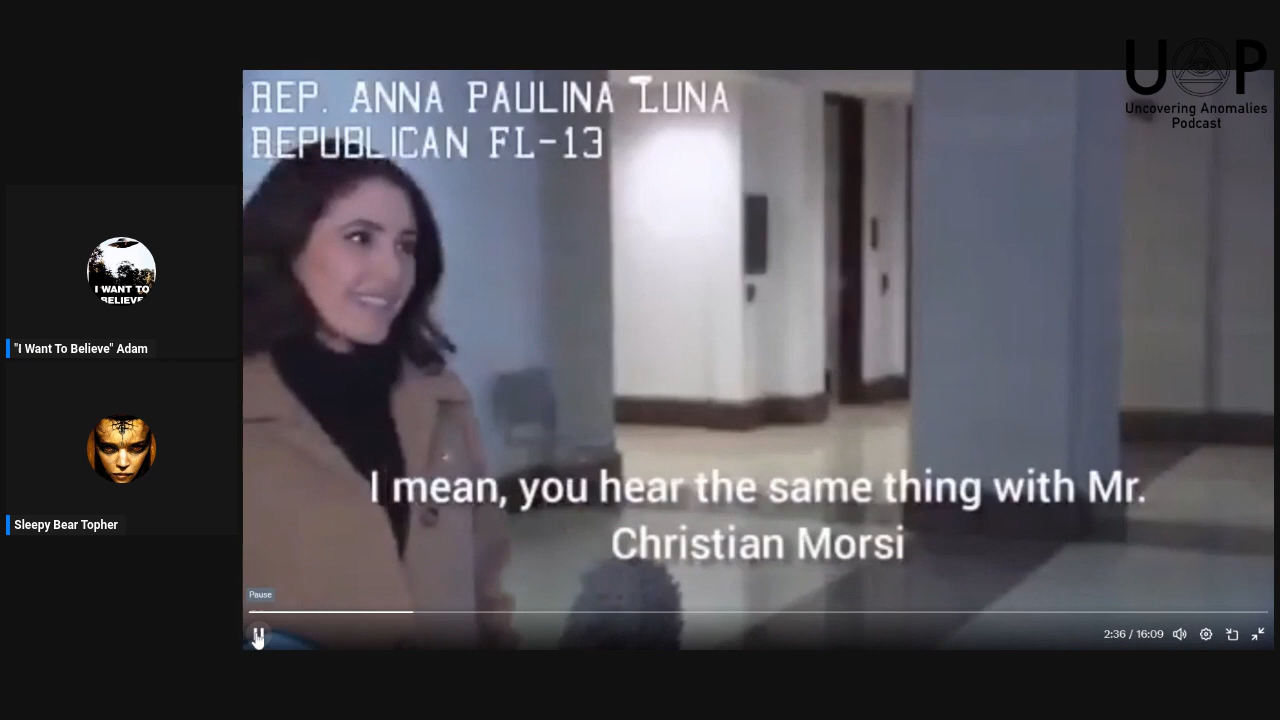 U P
Uncovering Anomalies
Podcast
REP. ANNA PAULINA LUNA
REPUBLICAN FL-13
I WANT TO
BELIEVE
"I Want To Believe" Adam
Sleepy Bear Topher
I mean, you hear the same thing with Mr.
Christian Morsi
Pause
2:36 / 16:09